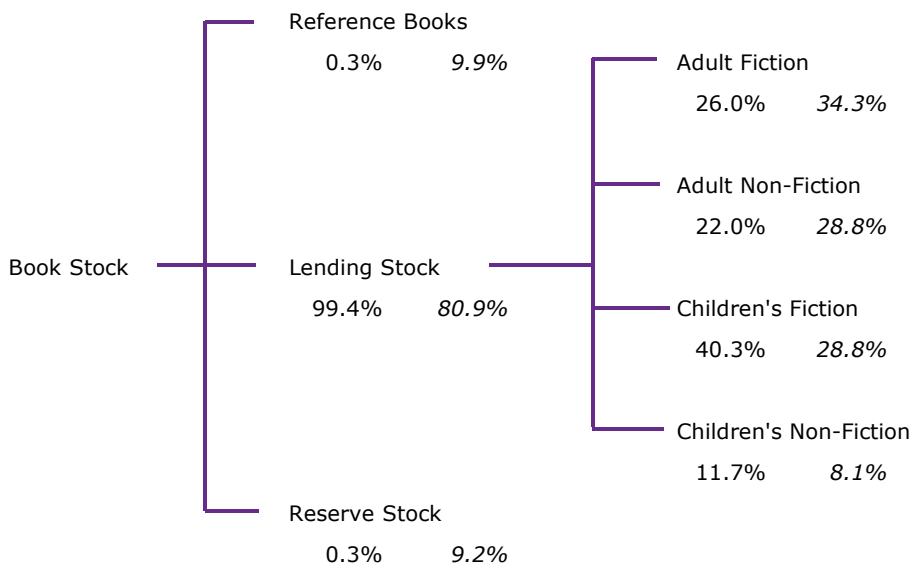 Reference Books
0.3% 9.9%
Adult Fiction
26.0% 34.3%
Adult Non-Fiction
22.0% 28.8%
Book Stock
Lending Stock
99.4% 80.9%
Children's Fiction
40.3% 28.8%
Children's Non-Fiction
11.7% 8.1%
Reserve Stock
0.3% 9.2%